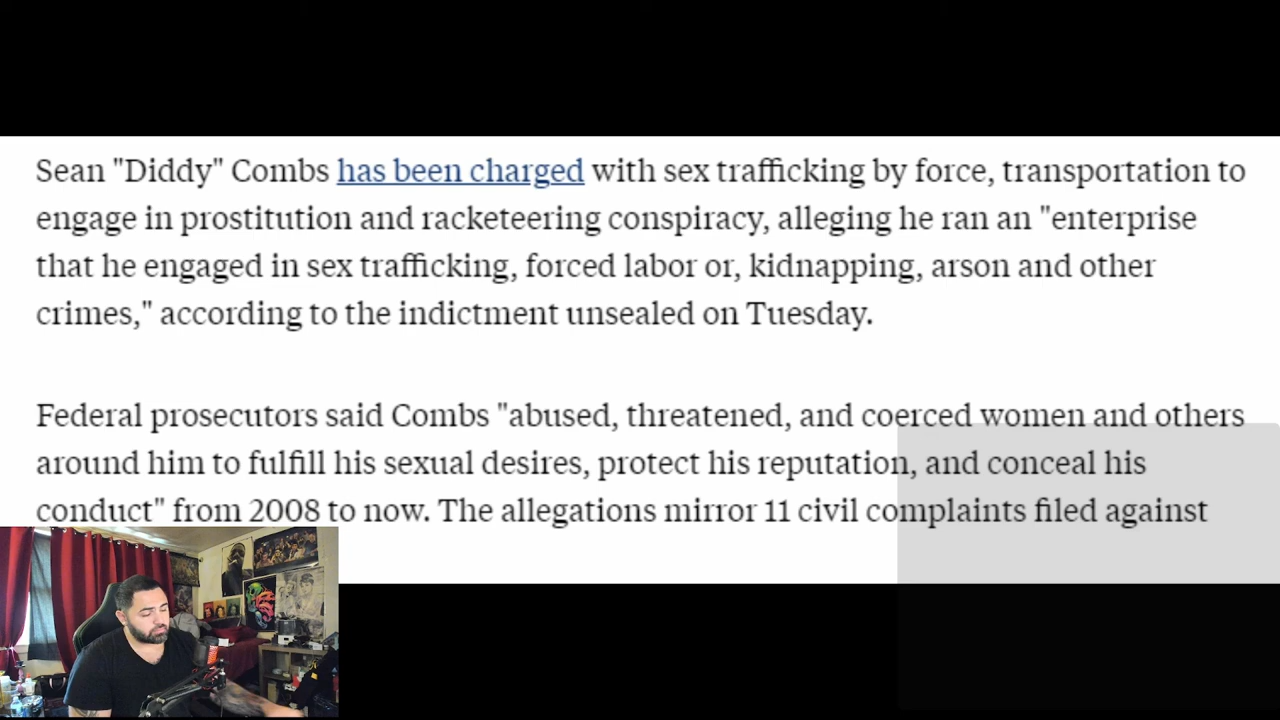 Sean "Diddy" Combs has been charged with sex trafficking by force, transportation to
engage in prostitution and racketeering conspiracy, alleging he ran an "enterprise
that he engaged in sex trafficking, forced labor or, kidnapping, arson and other
crimes," according to the indictment unsealed on Tuesday.
Federal prosecutors said Combs "abused, threatened, and coerced women and others
around him to fulfill his sexual desires, protect his reputation, and conceal his
conduct" from 2008 to now. The allegations mirror 11 civil complaints filed against